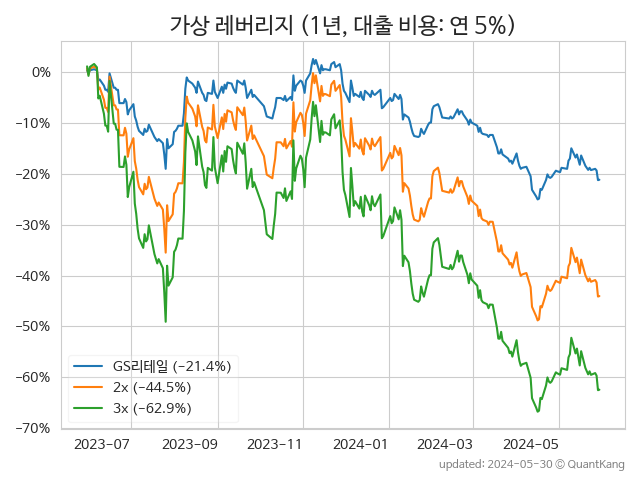 가상 레버리지 (1년, 대출 비용: 연 5%)
0%
−10%
−20%
−30%
−40%
−50%
−60%
−70%
GS리테일 (−21.4%)
2x (−44.5%)
3x (−62.9%)
2023-07 2023-09 2023-11 2024-01 2024-03 2024-05
updated: 2024-05-30 © QuantKang